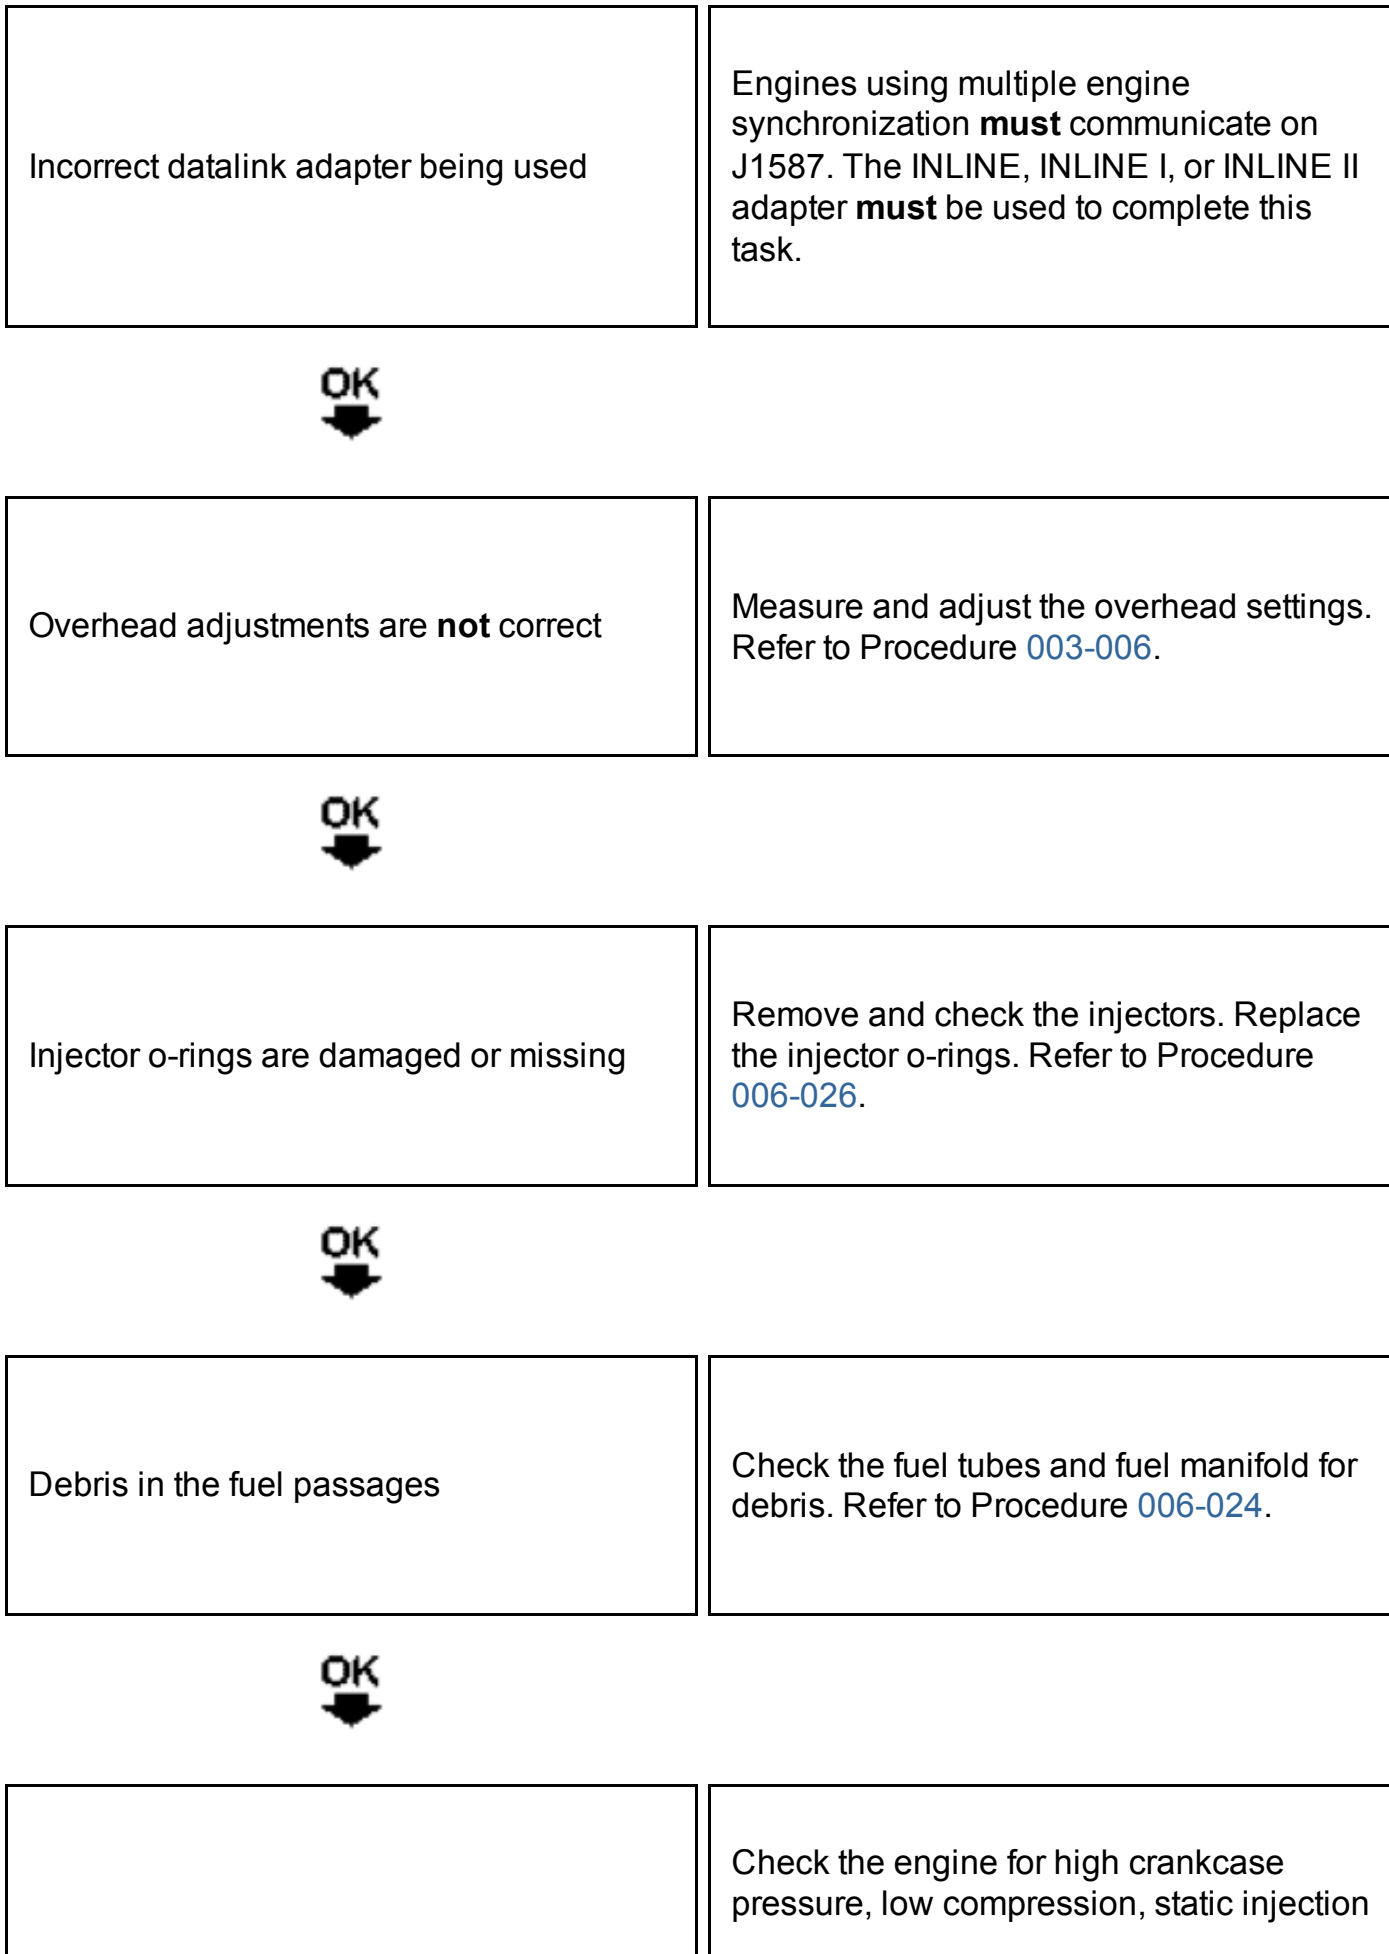 Incorrect datalink adapter being used
Engines using multiple engine
synchronization must communicate on
J1587. The INLINE, INLINE I, or INLINE II
adapter must be used to complete this
task.
OK
Overhead adjustments are not correct
Measure and adjust the overhead settings.
Refer to Procedure 003-006.
OK
Injector o-rings are damaged or missing
Remove and check the injectors. Replace
the injector o-rings. Refer to Procedure
006-026.
OK
Debris in the fuel passages
Check the fuel tubes and fuel manifold for
debris. Refer to Procedure 006-024.
OK
Check the engine for high crankcase
pressure, low compression, static injection